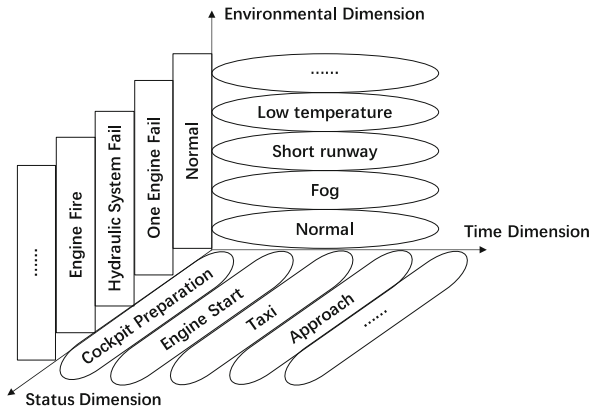 Environmental Dimension
......
Low temperature
Short runway
Fog
Normal
Time Dimension
Normal
One Engine Fail
Hydraulic System Fail
Engine Fire
......
Cockpit Preparation
Engine Start
Taxi
Approach
......
Status Dimension